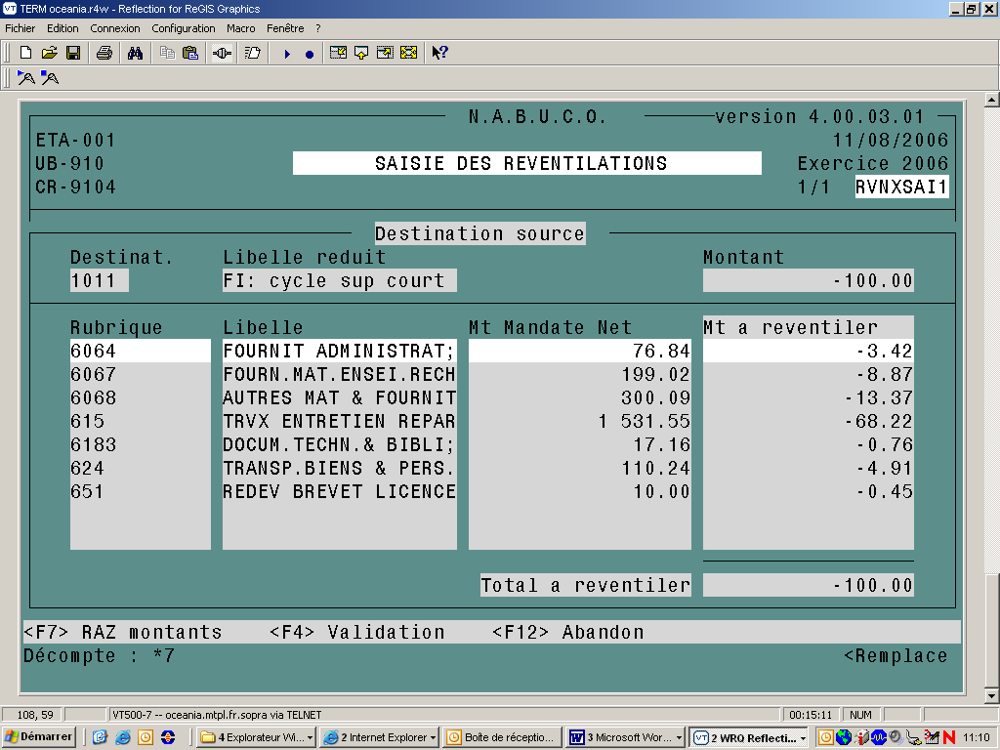 TERM oceania.r4w - Reflection for ReGIS Graphics
Fichier Edition Connexion Configuration Macro Fenêtre ?
N.A.B.U.C.O. version 4.00.03.01
ETA-001 11/08/2006
UB-910 SAISIE DES REVENTILATIONS Exercice 2006
CR-9104 1/1 RVNXSAI1
Destination source
Destinat. Libelle reduit Montant
1011 FI: cycle sup court -100.00
Rubrique Libelle Mt Mandate Net Mt a reventiler
6064 FOURNIT ADMINISTRAT; 76.84 -3.42
6067 FOURN.MAT.ENSEI.RECH 199.02 -8.87
6068 AUTRES MAT & FOURNIT 300.09 -13.37
615 TRVX ENTRETIEN REPAR 1 531.55 -68.22
6183 DOCUM.TECHN.& BIBLI; 17.16 -0.76
624 TRANSP.BIENS & PERS. 110.24 -4.91
651 REDEV BREVET LICENCE 10.00 -0.45
Total a reventiler -100.00
<F7> RAZ montants <F4> Validation <F12> Abandon
Décompte : *7 <Remplace
108, 59 VT500-7 -- oceania.mtpl.fr.sopra via TELNET 00:15:11 NUM
Démarrer 4 Explorateur Wi... 2 Internet Explorer Boîte de réceptio... 3 Microsoft Wor... 2 WRQ Reflecti... 11:10